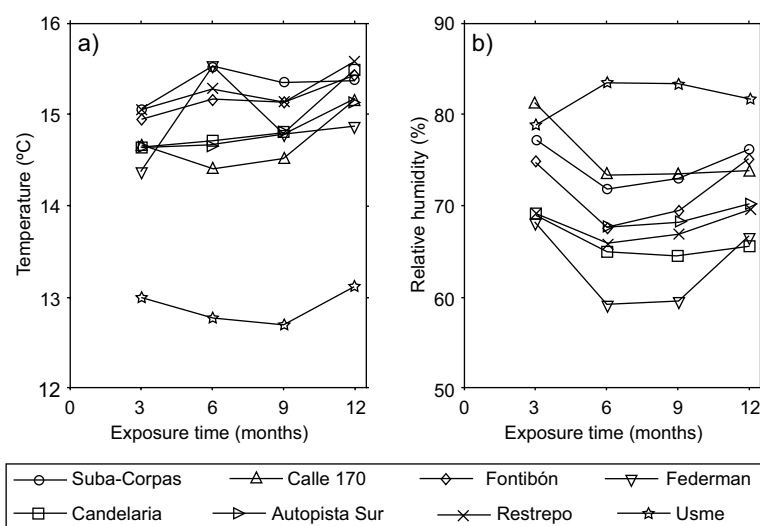 a)
16
15
14
13
12
Temperature (ºC)
0 3 6 9 12
Exposure time (months)
b)
90
80
70
60
50
Relative humidity (%)
0 3 6 9 12
Exposure time (months)
Suba-Corpas Calle 170 Fontibón Federman
Candelaria Autopista Sur Restrepo Usme